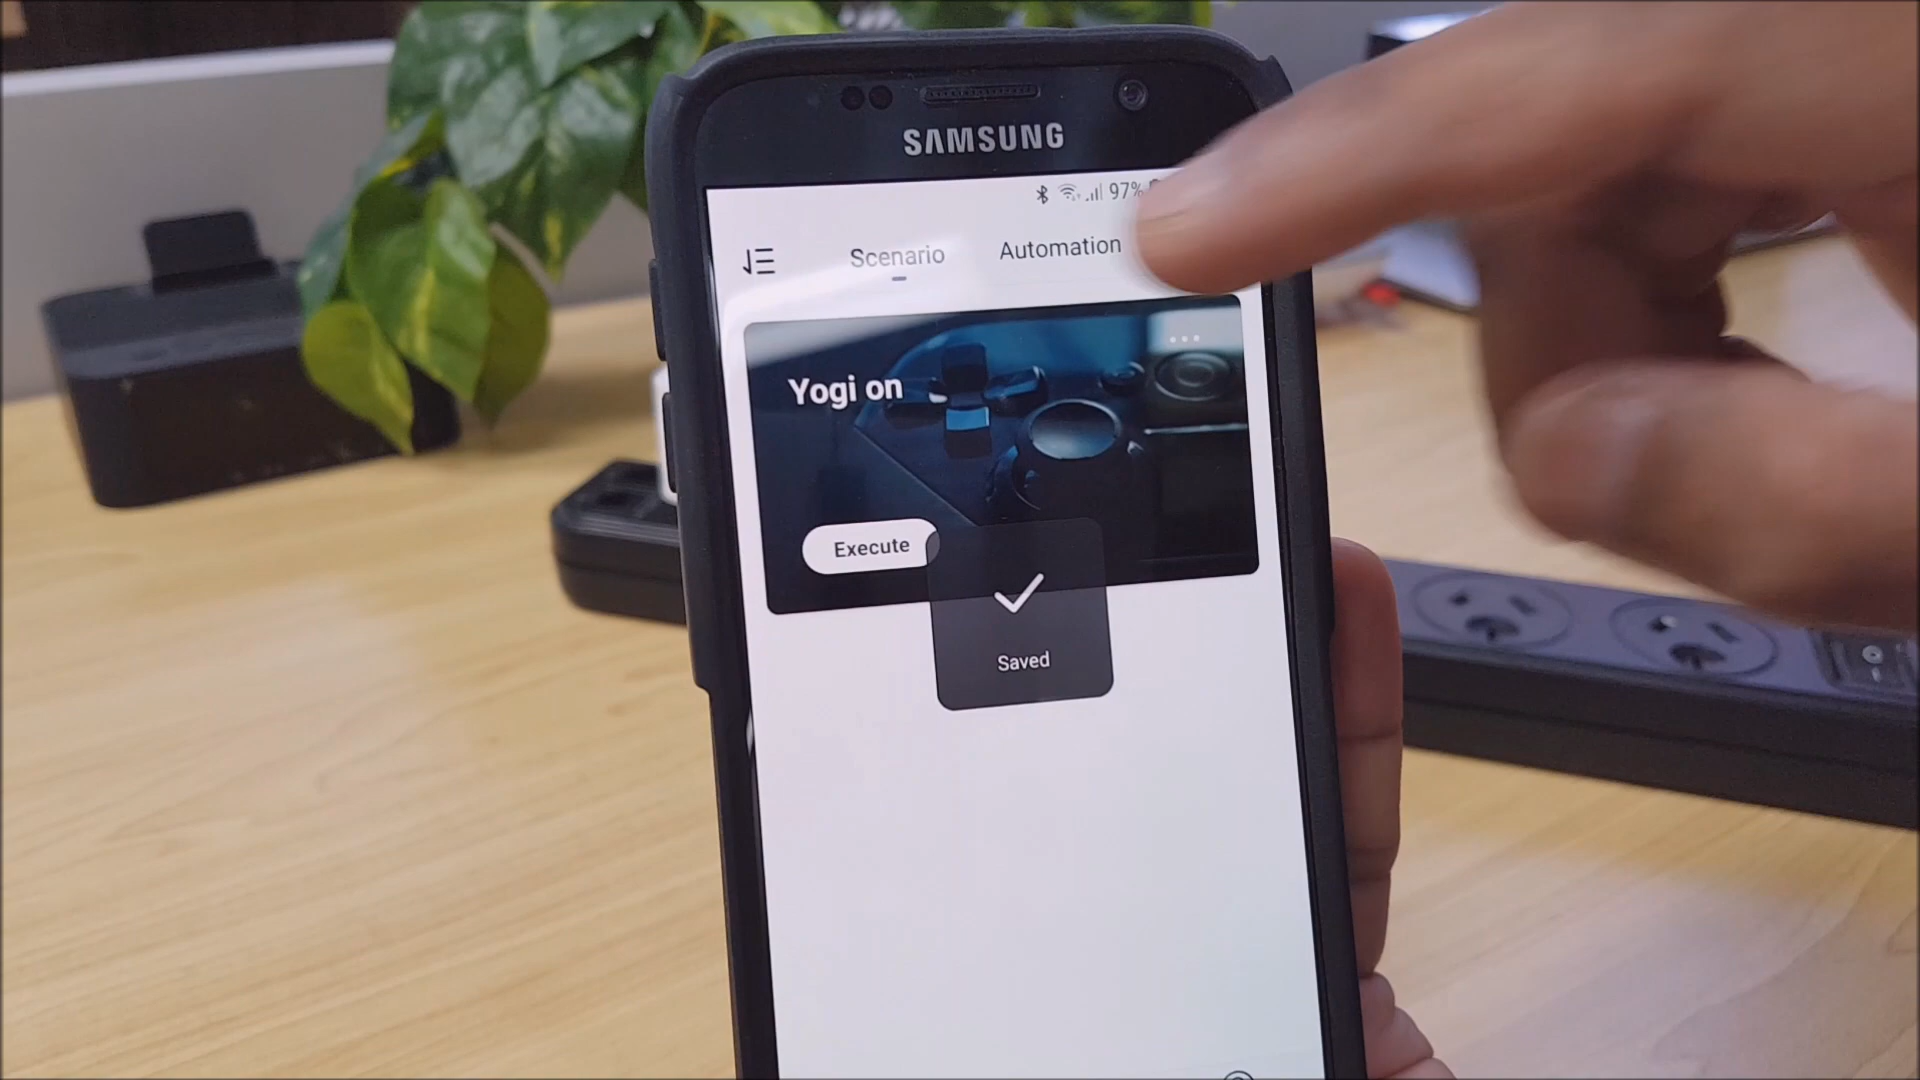 SAMSUNG
97%
Scenario Automation
Yogi on
Execute
Saved